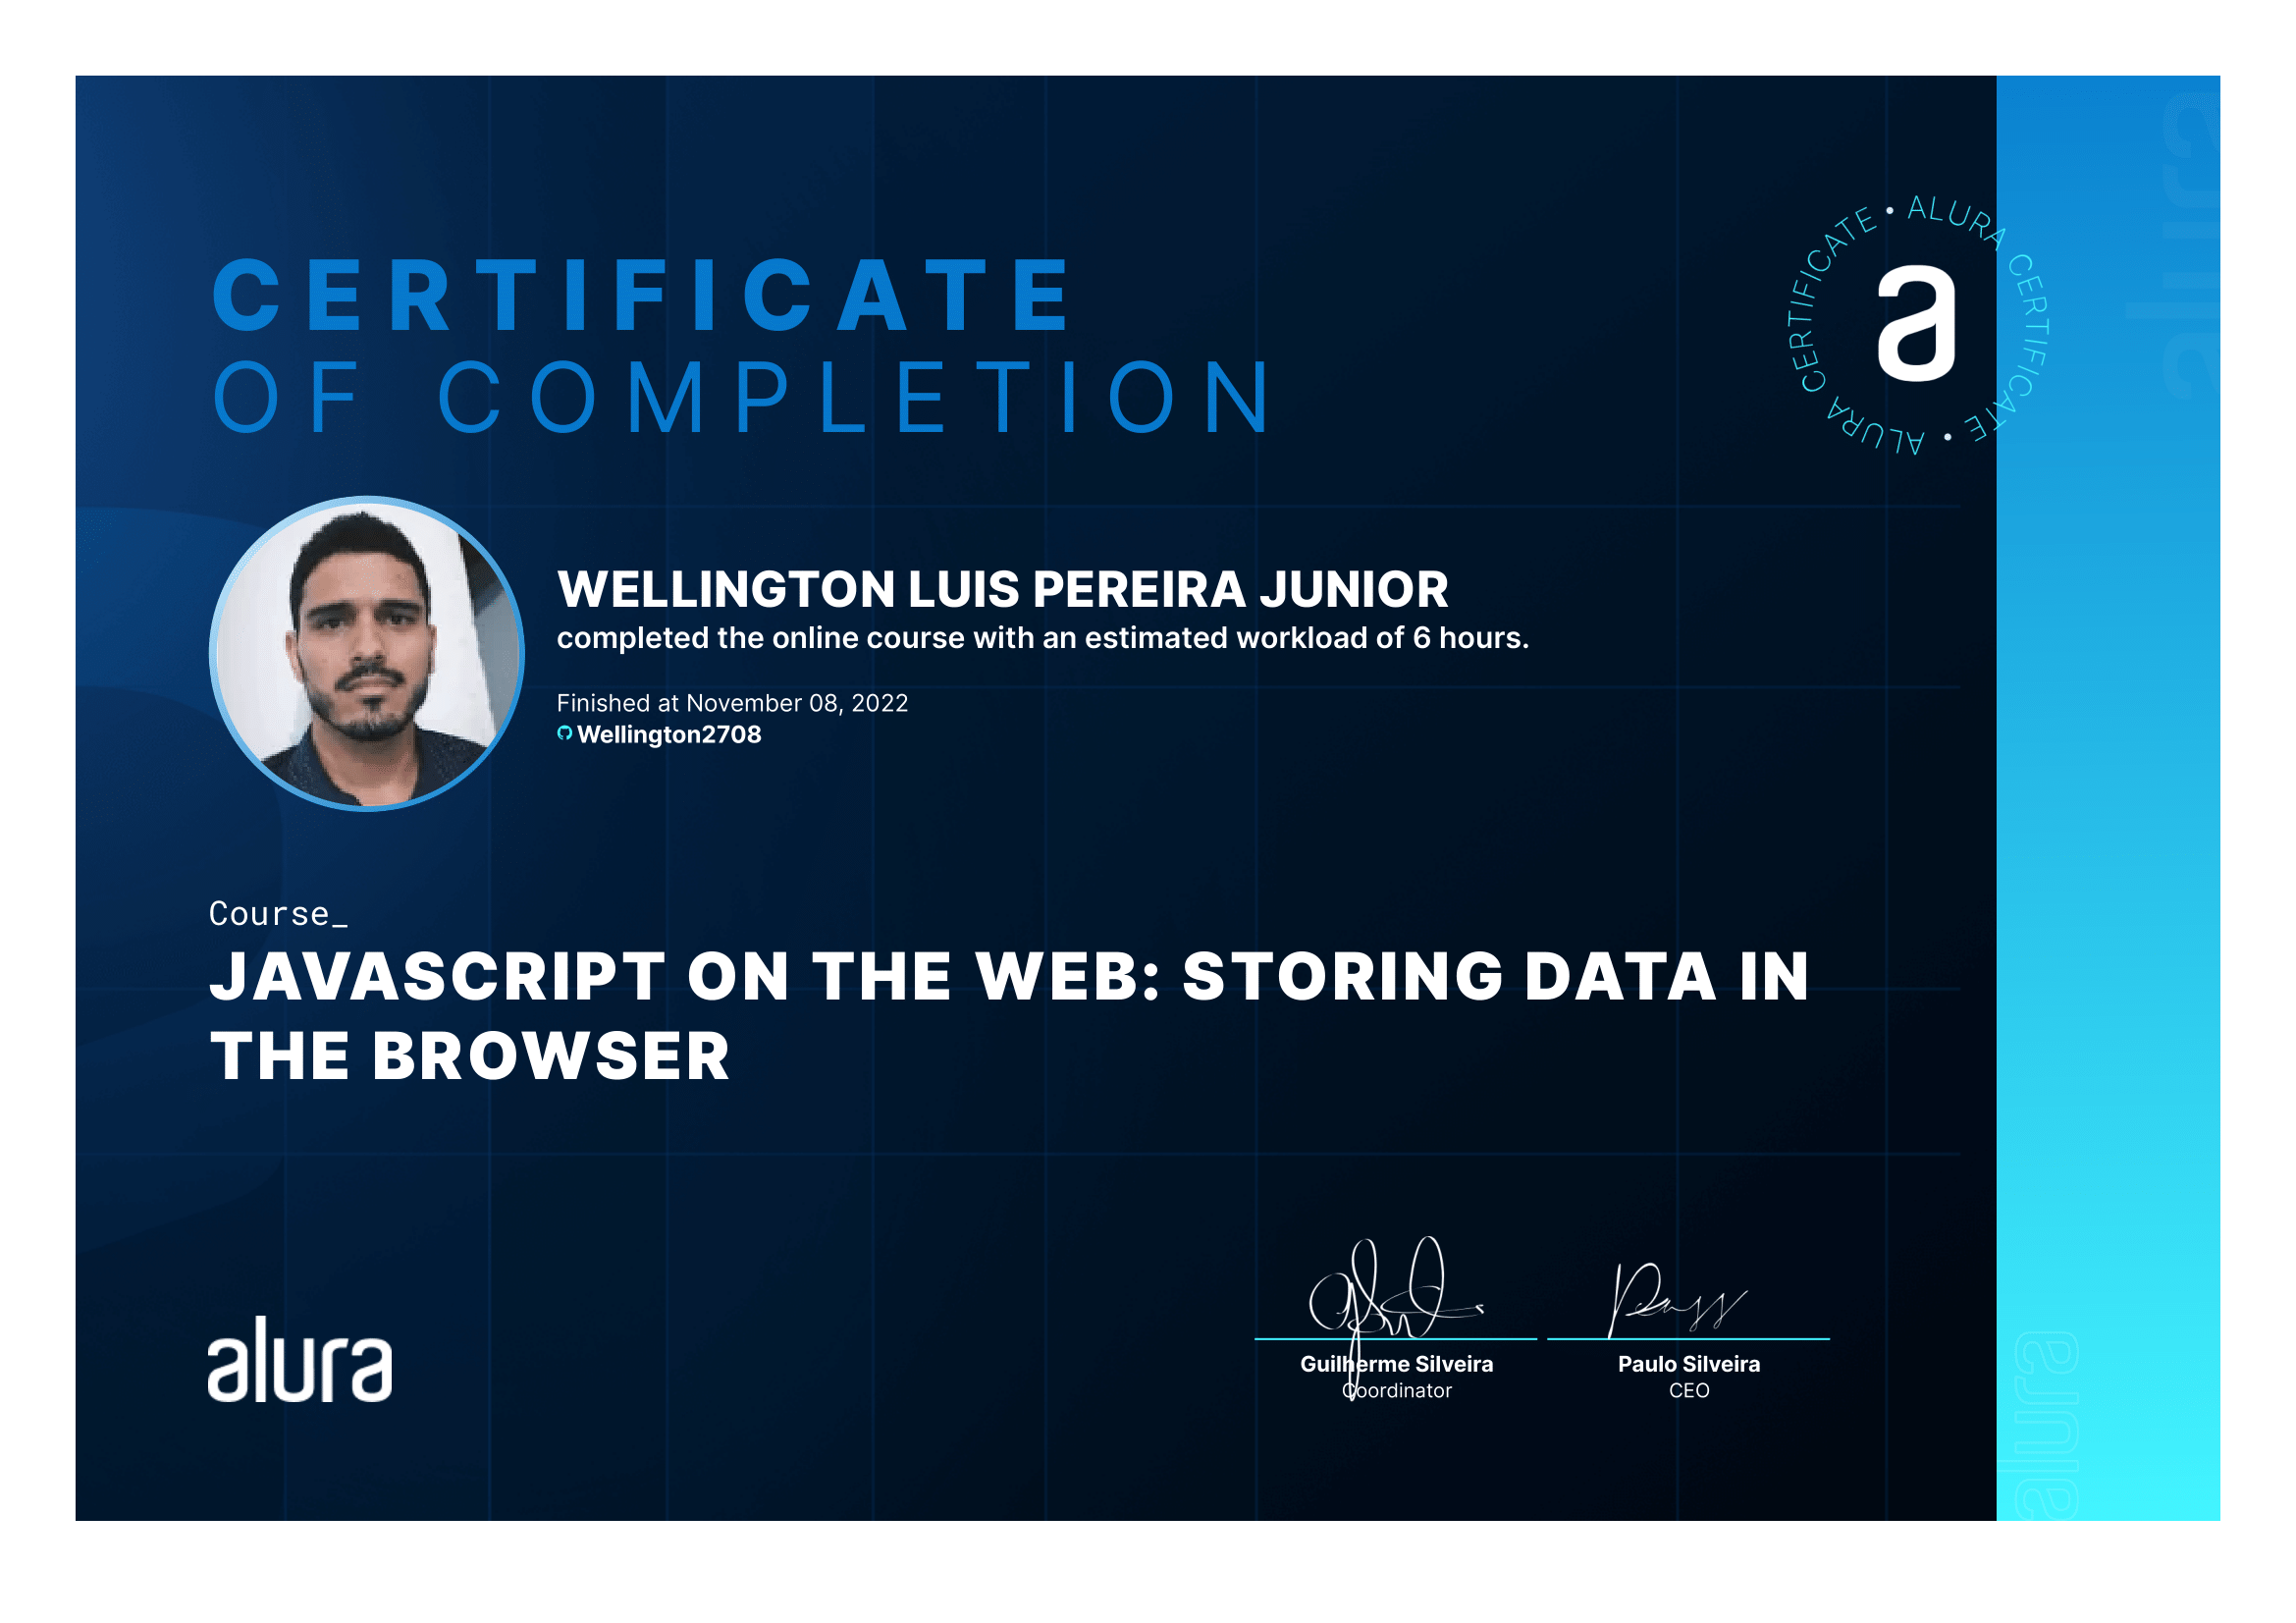 CERTIFICATE
OF COMPLETION
ALURA CERTIFICATE • ALURA CERTIFICATE •
a
alura
WELLINGTON LUIS PEREIRA JUNIOR
completed the online course with an estimated workload of 6 hours.
Finished at November 08, 2022
Wellington2708
Course_
JAVASCRIPT ON THE WEB: STORING DATA IN
THE BROWSER
alura
Guilherme Silveira
Coordinator
Paulo Silveira
CEO
alura